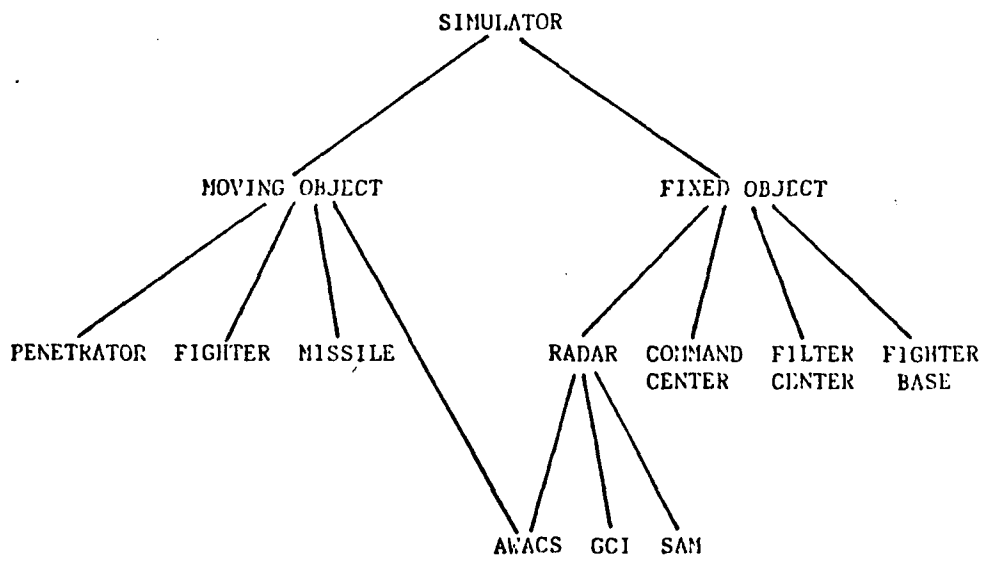 SIMULATOR
MOVING OBJECT
FIXED OBJECT
PENETRATOR
FIGHTER
MISSILE
RADAR
COMMAND
CENTER
FILTER
CENTER
FIGHTER
BASE
AWACS
GCI
SAM